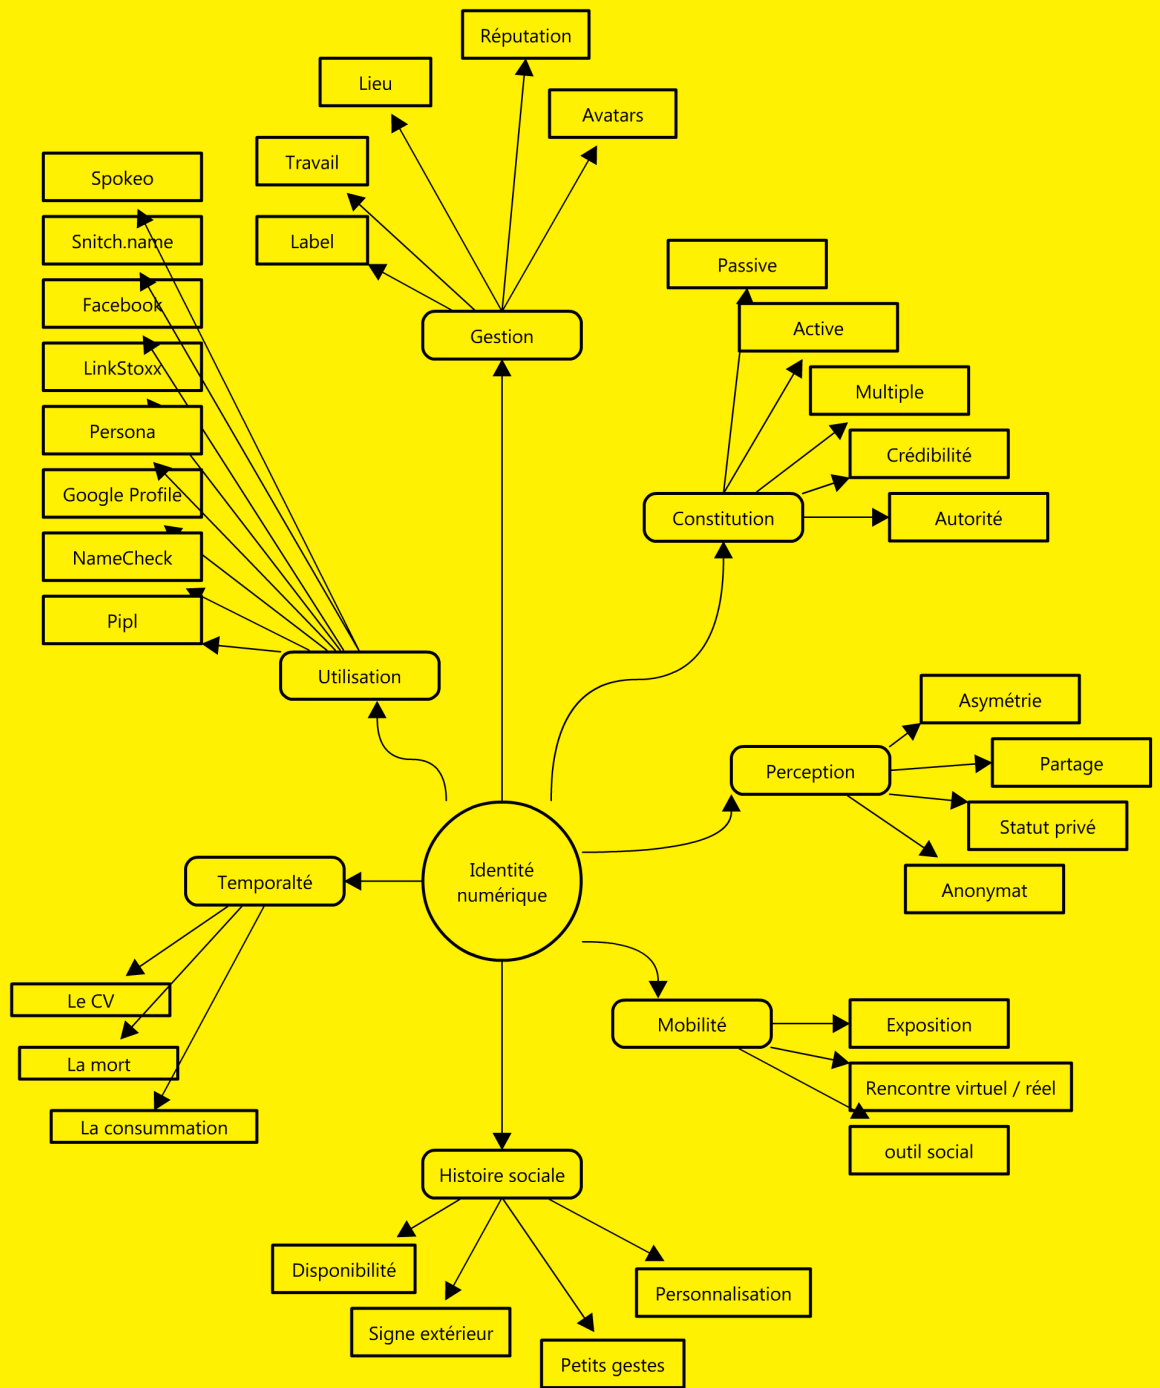 Réputation
Lieu
Avatars
Travail
Label
Gestion
Spokeo
Snitch.name
Facebook
LinkStoxx
Persona
Google Profile
NameCheck
Pipl
Utilisation
Passive
Active
Multiple
Crédibilité
Autorité
Constitution
Asymétrie
Partage
Statut privé
Anonymat
Perception
Identité
numérique
Temporalté
Le CV
La mort
La consummation
Mobilité
Exposition
Rencontre virtuel / réel
outil social
Histoire sociale
Disponibilité
Signe extérieur
Petits gestes
Personnalisation